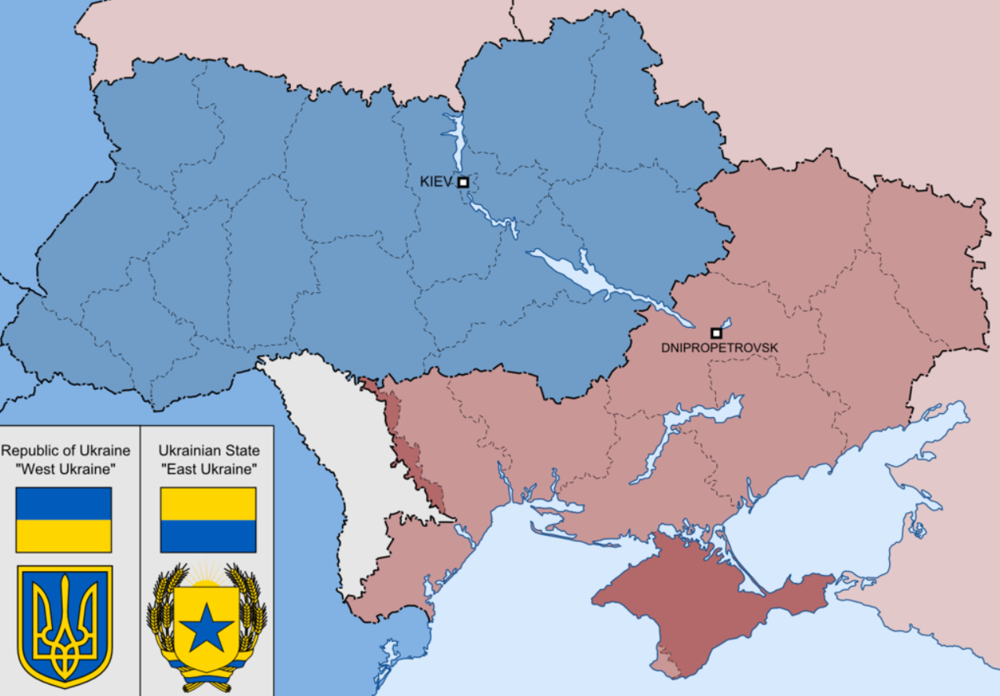 KIEV
DNIPROPETROVSK
Republic of Ukraine
"West Ukraine"
Ukrainian State
"East Ukraine"